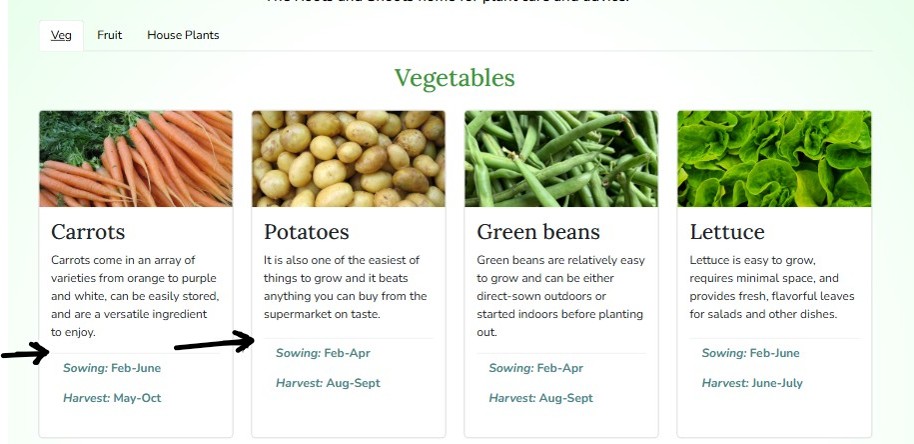 Veg Fruit House Plants
Vegetables
Carrots
Carrots come in an array of
varieties from orange to purple
and white, can be easily stored,
and are a versatile ingredient
to enjoy.
Sowing: Feb-June
Harvest: May-Oct
Potatoes
It is also one of the easiest of
things to grow and it beats
anything you can buy from the
supermarket on taste.
Sowing: Feb-Apr
Harvest: Aug-Sept
Green beans
Green beans are relatively easy
to grow and can be either
direct-sown outdoors or
started indoors before planting
out.
Sowing: Feb-Apr
Harvest: Aug-Sept
Lettuce
Lettuce is easy to grow,
requires minimal space, and
provides fresh, flavorful leaves
for salads and other dishes.
Sowing: Feb-June
Harvest: June-July